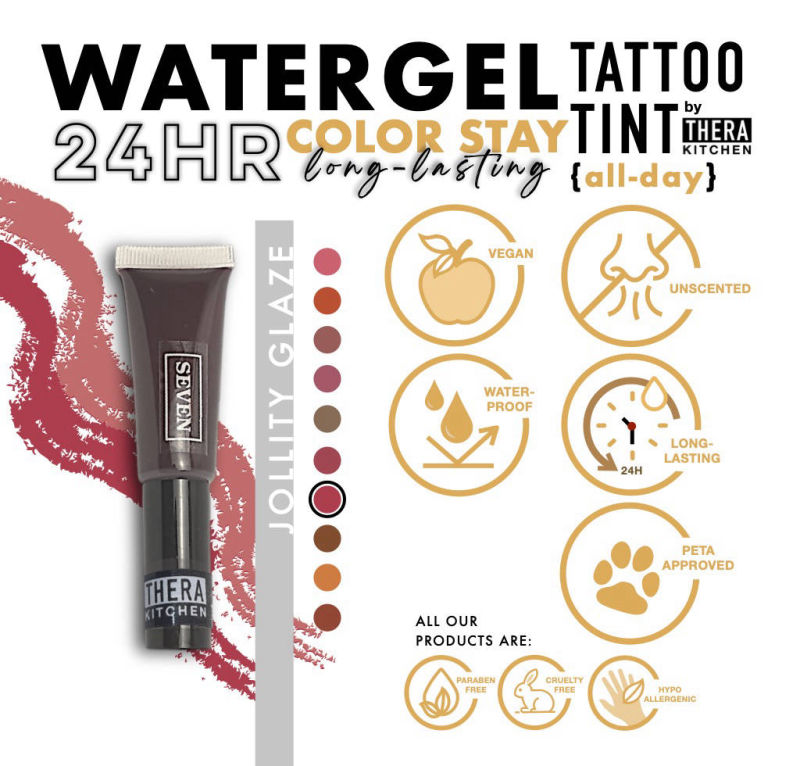 WATERGEL
TATTOO
24HR
COLOR STAY
TINT
by
THERA
KITCHEN
long-lasting
{all-day}
JOLLITY GLAZE
SEVEN
THERA
KITCHEN
VEGAN
UNSCENTED
WATER-
PROOF
LONG-
LASTING
24H
PETA
APPROVED
ALL OUR
PRODUCTS ARE:
PARABEN
FREE
CRUELTY
FREE
HYPO
ALLERGENIC